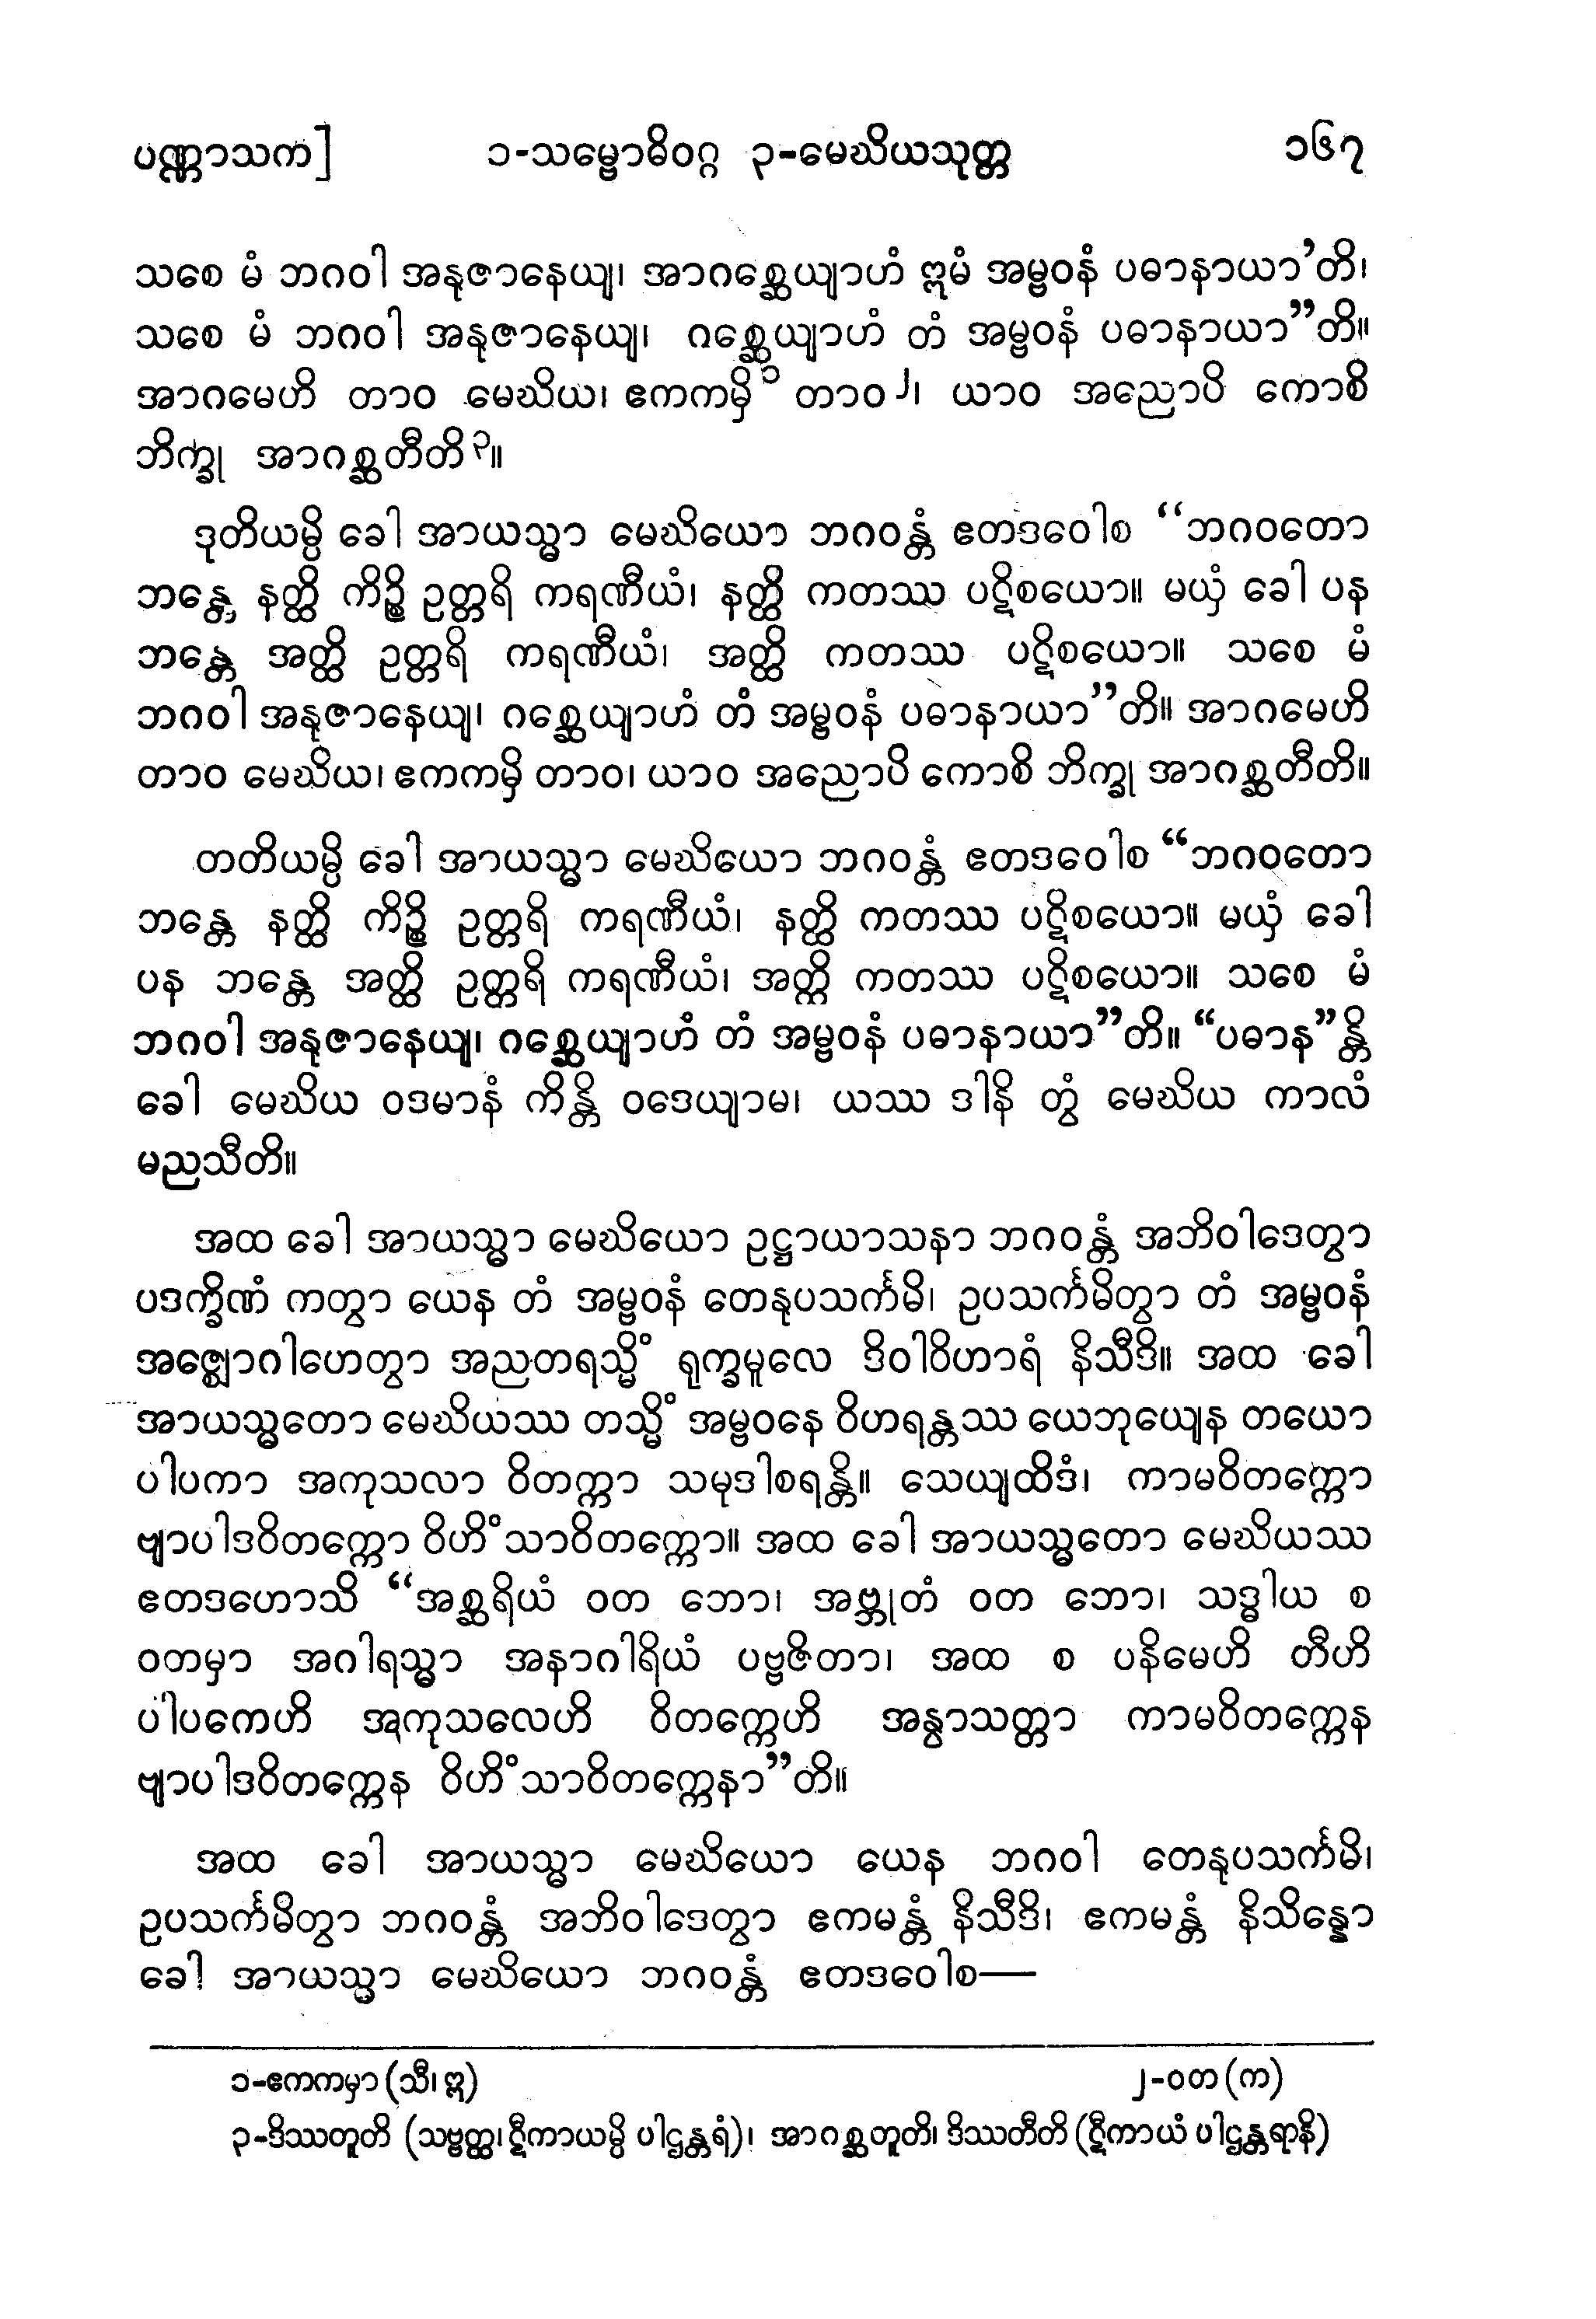 ပဏ္ဏာသက] ၁-သမ္ဗောဓိဝဂ္ဂ ၃-မေဃိယသုတ္တ ၁၆၇
သစေ မံ ဘဂဝါ အနုဇာနေယျ၊ အာဂစ္ဆေယျာဟံ ဣမံ အမ္ဗဝနံ ပဓာနာယာ’တိ၊
သစေ မံ ဘဂဝါ အနုဇာနေယျ၊ ဂစ္ဆေယျာဟံ တံ အမ္ဗဝနံ ပဓာနာယာ”တိ။
အာဂမေဟိ တာဝ မေဃိယ၊ ဧကကမှိ ၁ တာဝ ၂၊ ယာဝ အညောပိ ကောစိ
ဘိက္ခု အာဂစ္ဆတီတိ ၃။
ဒုတိယမ္ပိ ခေါ အာယသ္မာ မေဃိယော ဘဂဝန္တံ ဧတဒဝေါစ “ဘဂဝတော
ဘန္တေ နတ္ထိ ကိဉ္စိ ဥတ္တရိ ကရဏီယံ၊ နတ္ထိ ကတဿ ပဋိစယော။ မယှံ ခေါ ပန
ဘန္တေ အတ္ထိ ဥတ္တရိ ကရဏီယံ၊ အတ္ထိ ကတဿ ပဋိစယော။ သစေ မံ
ဘဂဝါ အနုဇာနေယျ၊ ဂစ္ဆေယျာဟံ တံ အမ္ဗဝနံ ပဓာနာယာ”တိ။ အာဂမေဟိ
တာဝ မေဃိယ၊ ဧကကမှိ တာဝ၊ ယာဝ အညောပိ ကောစိ ဘိက္ခု အာဂစ္ဆတီတိ။
တတိယမ္ပိ ခေါ အာယသ္မာ မေဃိယော ဘဂဝန္တံ ဧတဒဝေါစ “ဘဂဝတော
ဘန္တေ နတ္ထိ ကိဉ္စိ ဥတ္တရိ ကရဏီယံ၊ နတ္ထိ ကတဿ ပဋိစယော။ မယှံ ခေါ
ပန ဘန္တေ အတ္ထိ ဥတ္တရိ ကရဏီယံ၊ အတ္ထိ ကတဿ ပဋိစယော။ သစေ မံ
ဘဂဝါ အနုဇာနေယျ၊ ဂစ္ဆေယျာဟံ တံ အမ္ဗဝနံ ပဓာနာယာ”တိ။ “ပဓာန”န္တိ
ခေါ မေဃိယ ဝဒမာနံ ကိန္တိ ဝဒေယျာမ၊ ယဿ ဒါနိ တွံ မေဃိယ ကာလံ
မညသီတိ။
အထ ခေါ အာယသ္မာ မေဃိယော ဥဋ္ဌာယာသနာ ဘဂဝန္တံ အဘိဝါဒေတွာ
ပဒက္ခိဏံ ကတွာ ယေန တံ အမ္ဗဝနံ တေနုပသင်္ကမိ၊ ဥပသင်္ကမိတွာ တံ အမ္ဗဝနံ
အဇ္ဈောဂါဟေတွာ အညတရသ္မိံ ရုက္ခမူလေ ဒိဝါဝိဟာရံ နိသီဒိ။ အထ ခေါ
အာယသ္မတော မေဃိယဿ တသ္မိံ အမ္ဗဝနေ ဝိဟရန္တဿ ယေဘုယျေန တယော
ပါပကာ အကုသလာ ဝိတက္ကာ သမုဒါစရန္တိ။ သေယျထိဒံ၊ ကာမဝိတက္ကော
ဗျာပါဒဝိတက္ကော ဝိဟိံသာဝိတက္ကော။ အထ ခေါ အာယသ္မတော မေဃိယဿ
ဧတဒဟောသိ “အစ္ဆရိယံ ဝတ ဘော၊ အဗ္ဘုတံ ဝတ ဘော၊ သဒ္ဓါယ စ
ဝတမှာ အဂါရသ္မာ အနာဂါရိယံ ပဗ္ဗဇိတာ၊ အထ စ ပနိမေဟိ တီဟိ
ပါပကေဟိ အကုသလေဟိ ဝိတက္ကေဟိ အန္വာသတ္တာ ကာမဝိတက္ကေန
ဗျာပါဒဝိတက္ကေန ဝိဟိံသာဝိတက္ကေနာ”တိ။
အထ ခေါ အာယသ္မာ မေဃိယော ယေန ဘဂဝါ တေနုပသင်္ကမိ၊
ဥပသင်္ကမိတွာ ဘဂဝန္တံ အဘိဝါဒေတွာ ဧကမန္တံ နိသီဒိ၊ ဧကမန္တံ နိသိန္နော
ခေါ အာယသ္မာ မေဃိယော ဘဂဝန္တံ ဧတဒဝေါစ—
၁-ဧကကမှာ (သီ၊ ဣ) ၂-ဝတ (က)
၃-ဒိဿတူတိ (သဗ္ဗတ္ထ၊ ဋီကာယမ္ပိ ပါဌန္တရံ)၊ အာဂစ္ဆတူတိ၊ ဒိဿတီတိ (ဋီကာယံ ပါဌန္တရာနိ)